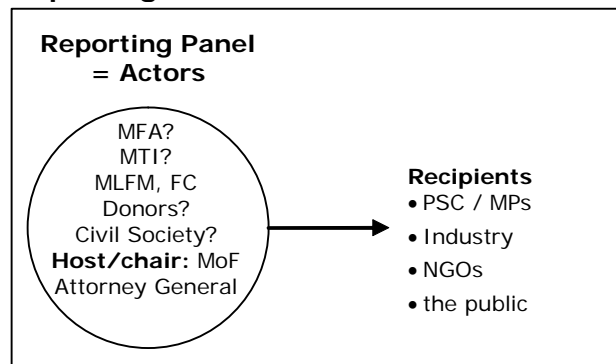 Reporting Panel
= Actors
MFA?
MTI?
MLFM, FC
Donors?
Civil Society?
Host/chair: MoF
Attorney General
Recipients
• PSC / MPs
• Industry
• NGOs
• the public